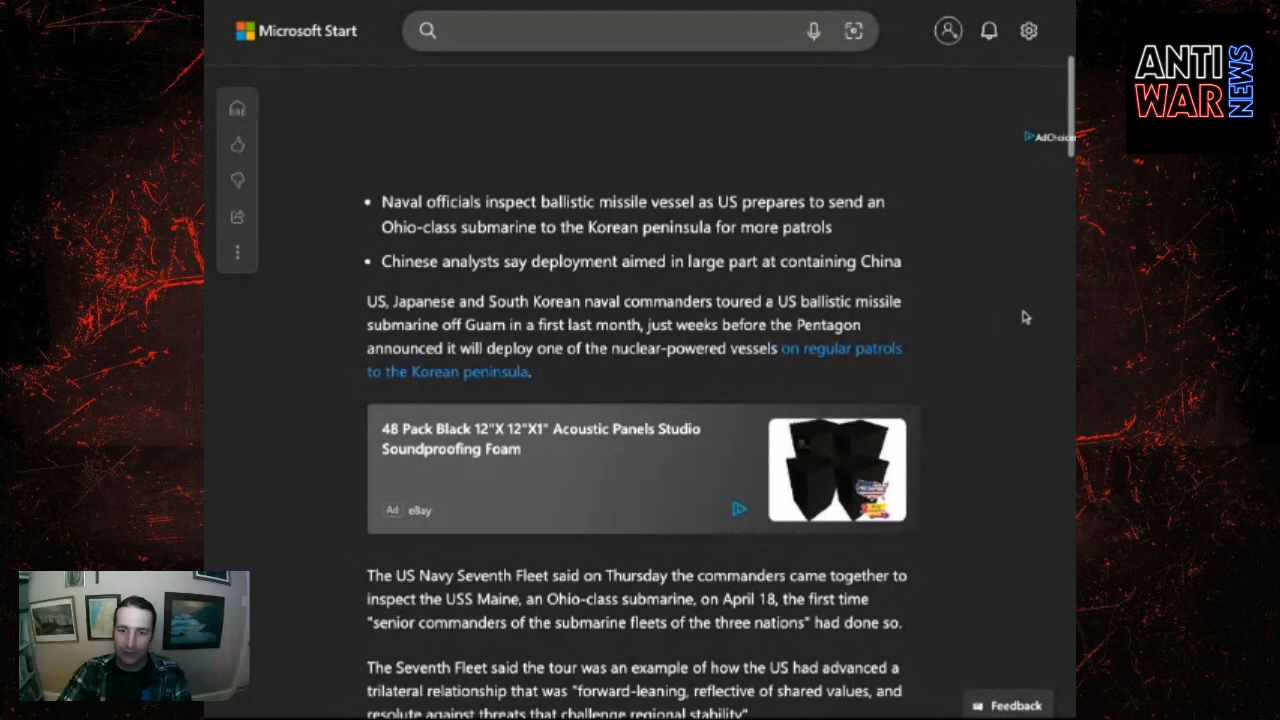 Microsoft Start
ANTI
WAR
NEWS
AdChoices
• Naval officials inspect ballistic missile vessel as US prepares to send an
Ohio-class submarine to the Korean peninsula for more patrols
• Chinese analysts say deployment aimed in large part at containing China
US, Japanese and South Korean naval commanders toured a US ballistic missile
submarine off Guam in a first last month, just weeks before the Pentagon
announced it will deploy one of the nuclear-powered vessels on regular patrols
to the Korean peninsula.
48 Pack Black 12"X 12"X1" Acoustic Panels Studio
Soundproofing Foam
Ad eBay
The US Navy Seventh Fleet said on Thursday the commanders came together to
inspect the USS Maine, an Ohio-class submarine, on April 18, the first time
"senior commanders of the submarine fleets of the three nations" had done so.
The Seventh Fleet said the tour was an example of how the US had advanced a
trilateral relationship that was "forward-leaning, reflective of shared values, and
resolute against threats that challenge regional stability"
Feedback